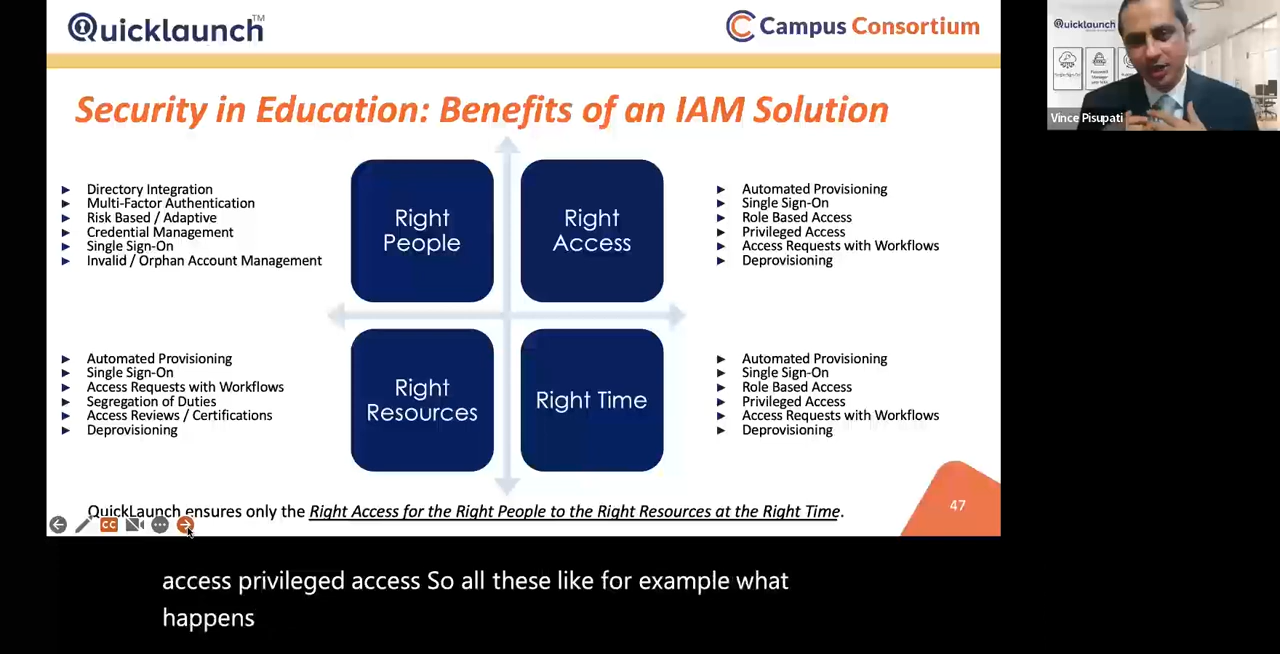 Quicklaunch™
Campus Consortium
Quicklaunch
Single Sign-On
Vince Pisupati
Security in Education: Benefits of an IAM Solution
► Directory Integration
► Multi-Factor Authentication
► Risk Based / Adaptive
► Credential Management
► Single Sign-On
► Invalid / Orphan Account Management
Right
People
Right
Access
► Automated Provisioning
► Single Sign-On
► Role Based Access
► Privileged Access
► Access Requests with Workflows
► Deprovisioning
► Automated Provisioning
► Single Sign-On
► Access Requests with Workflows
► Segregation of Duties
► Access Reviews / Certifications
► Deprovisioning
Right
Resources
Right Time
► Automated Provisioning
► Single Sign-On
► Role Based Access
► Privileged Access
► Access Requests with Workflows
► Deprovisioning
QuickLaunch ensures only the Right Access for the Right People to the Right Resources at the Right Time.
47
CC
access privileged access So all these like for example what
happens